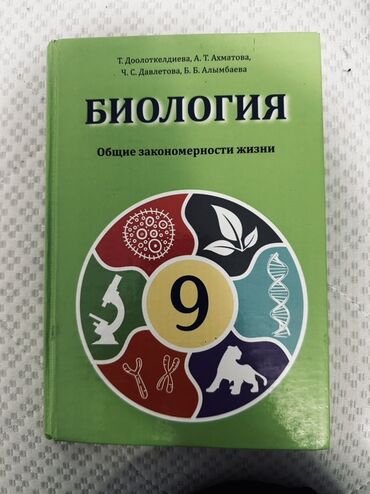 Т. Доолоткелдиева, А. Т. Ахматова,
Ч. С. Давлетова, Б. Б. Алымбаева
БИОЛОГИЯ
Общие закономерности жизни
9